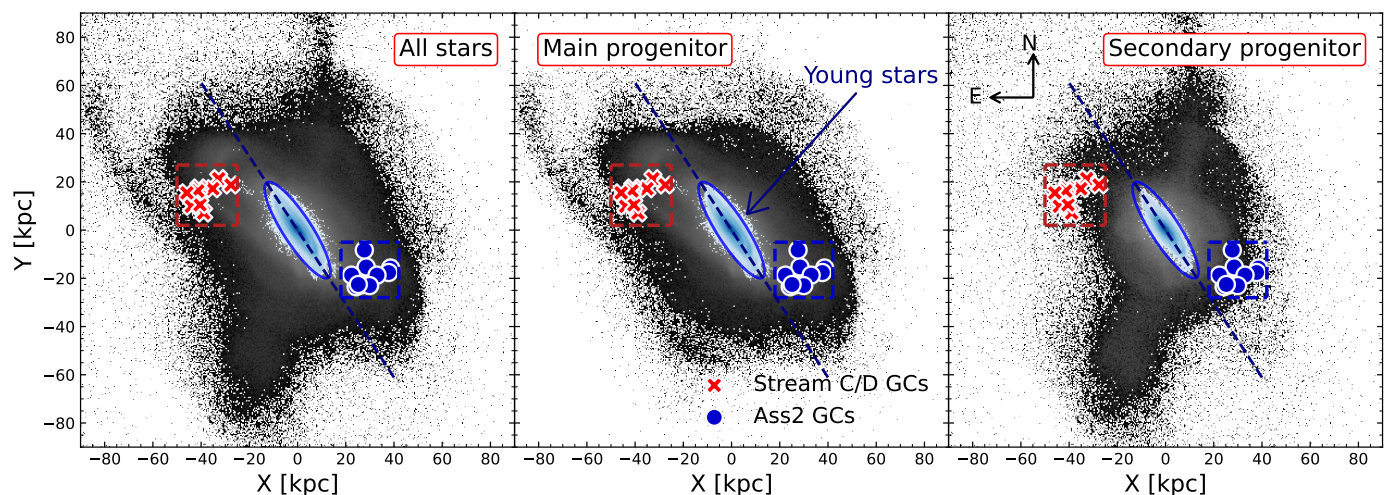 All stars
Main progenitor
Secondary progenitor
Young stars
N
E
Stream C/D GCs
Ass2 GCs
80
60
40
20
0
−20
−40
−60
−80
Y [kpc]
−80 −60 −40 −20 0 20 40 60 80
−80 −60 −40 −20 0 20 40 60 80
−80 −60 −40 −20 0 20 40 60 80
X [kpc]
X [kpc]
X [kpc]